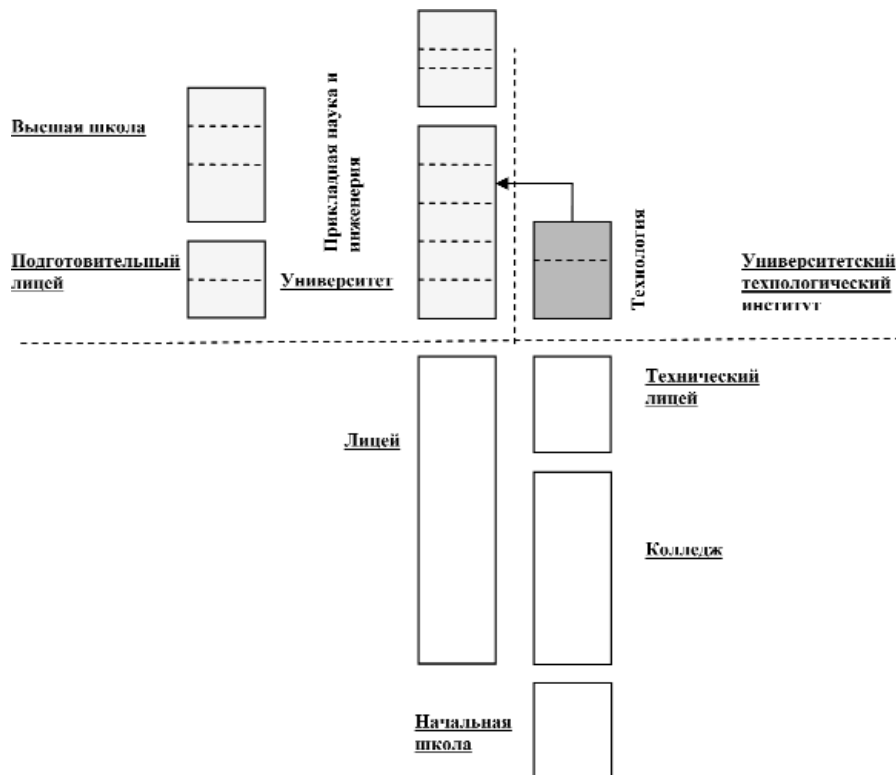 Высшая школа
Прикладная наука и
инженерия
Подготовительный
лицей
Университет
Технология
Университетский
технологический
институт
Технический
лицей
Лицей
Колледж
Начальная
школа